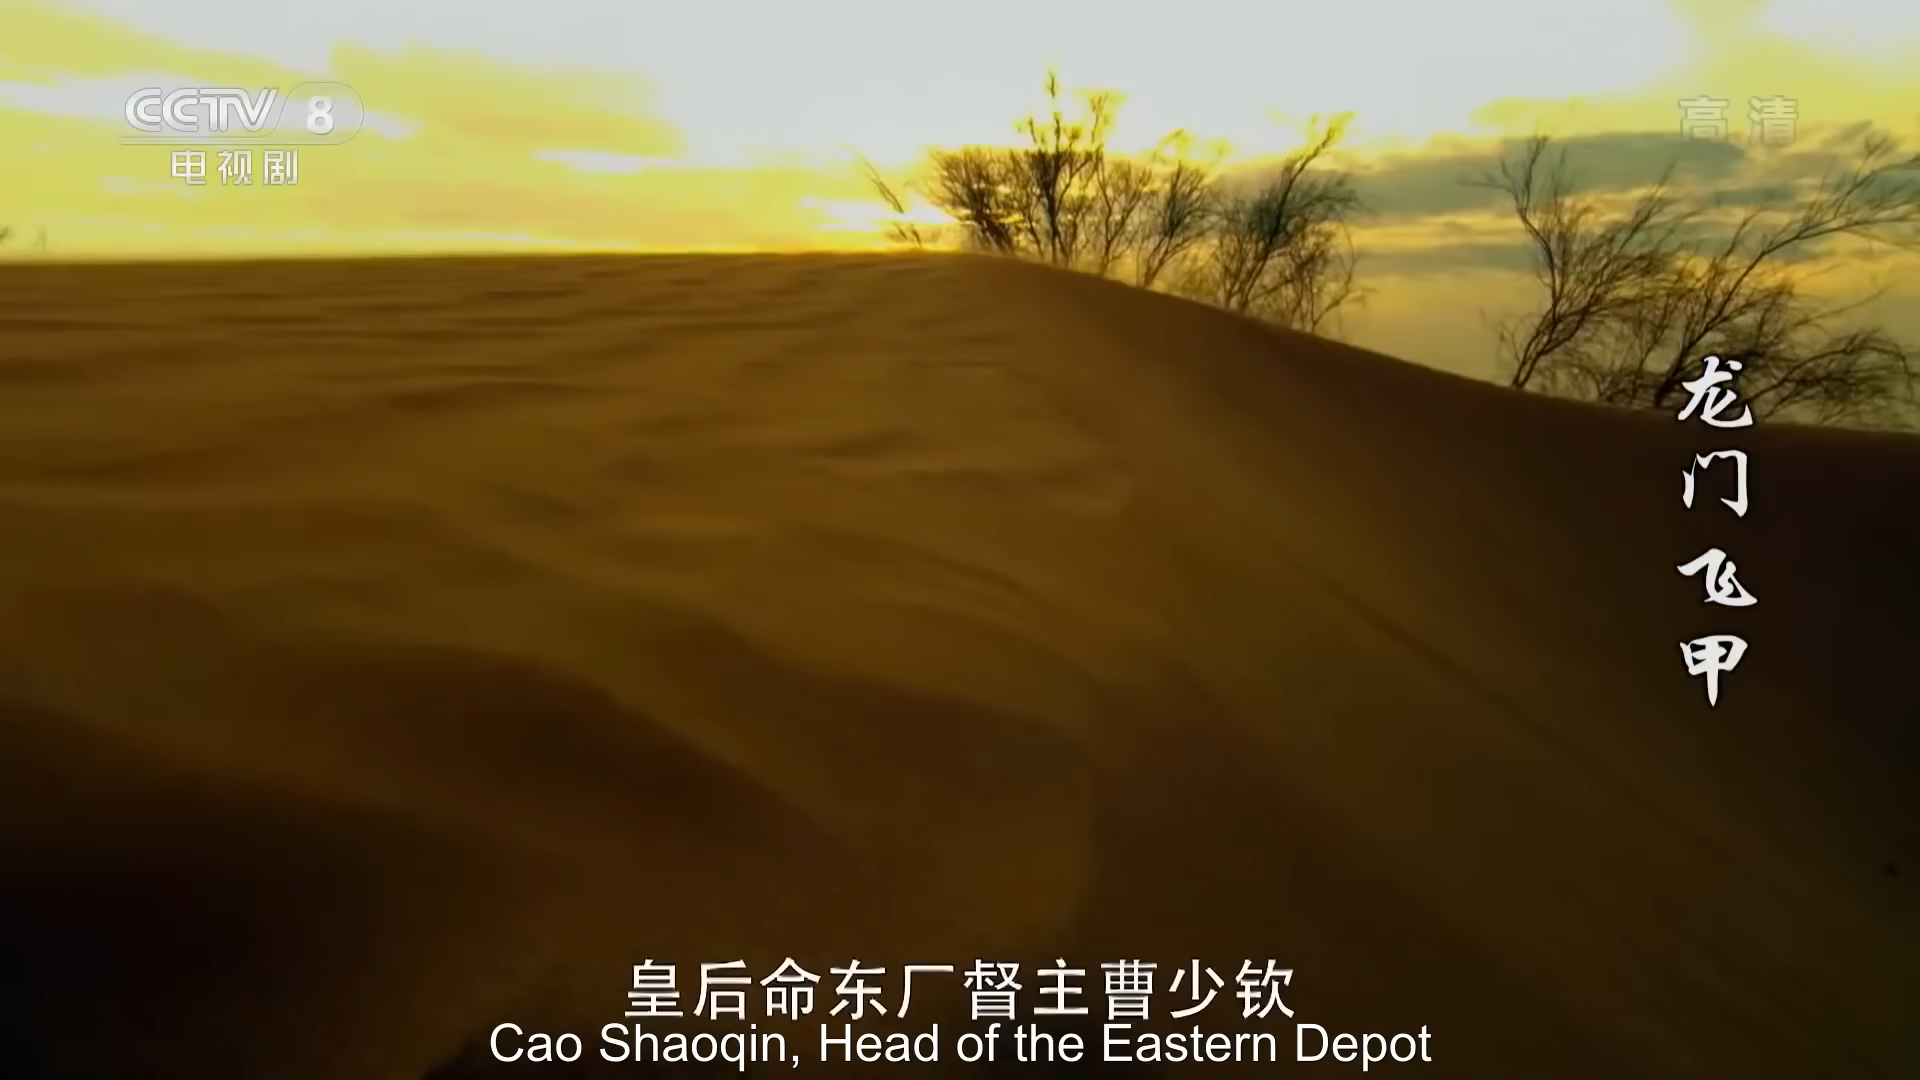 CCTV 8
电视剧
高清
龙门飞甲
皇后命东厂督主曹少钦
Cao Shaoqin, Head of the Eastern Depot